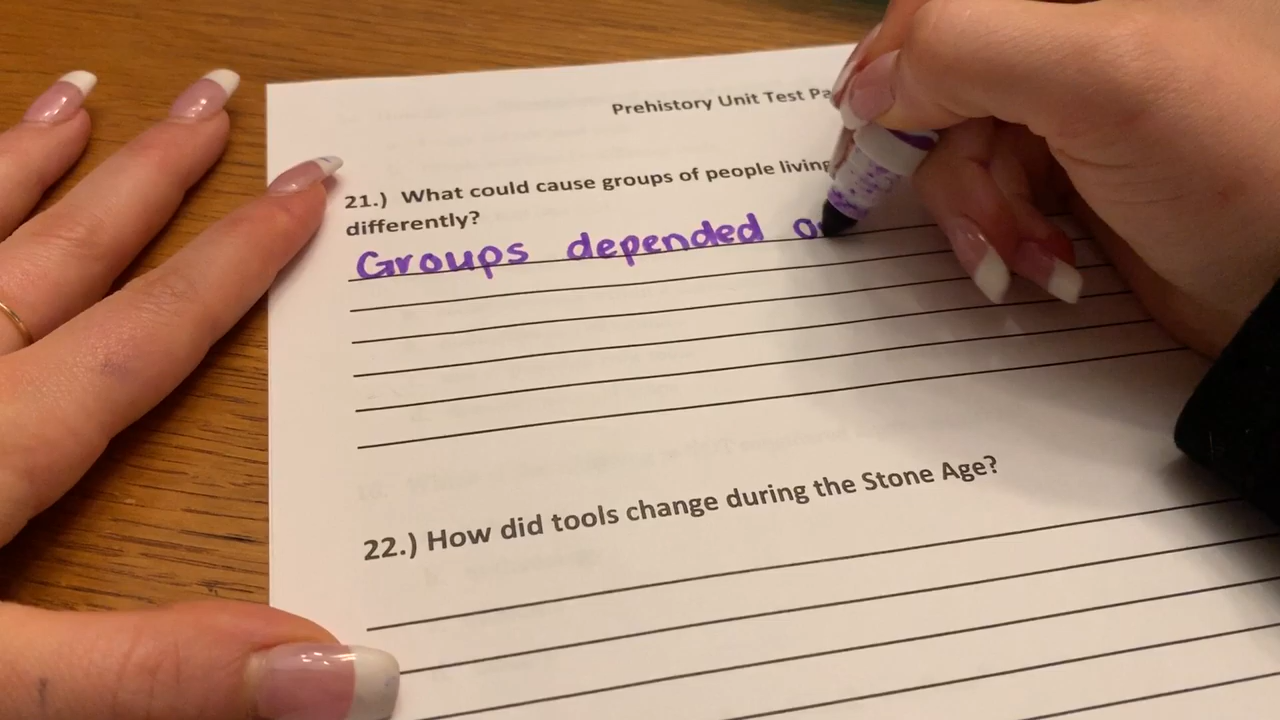 Prehistory Unit Test
21.) What could cause groups of people living
differently?
Groups depended
22.) How did tools change during the Stone Age?